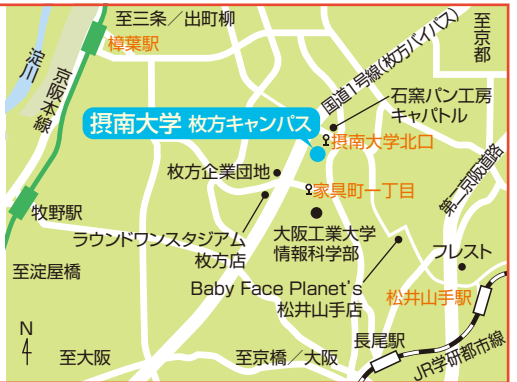 至三条／出町柳
樟葉駅
淀川
京阪本線
国道1号線(枚方バイパス)
至京都
石窯パン工房
キャパトル
摂南大学 枚方キャンパス
摂南大学北口
枚方企業団地
家具町一丁目
第二京阪道路
牧野駅
ラウンドワンスタジアム
枚方店
大阪工業大学
情報科学部
フレスト
至淀屋橋
Baby Face Planet's
松井山手店
松井山手駅
N
至大阪
至京橋／大阪
長尾駅
JR学研都市線